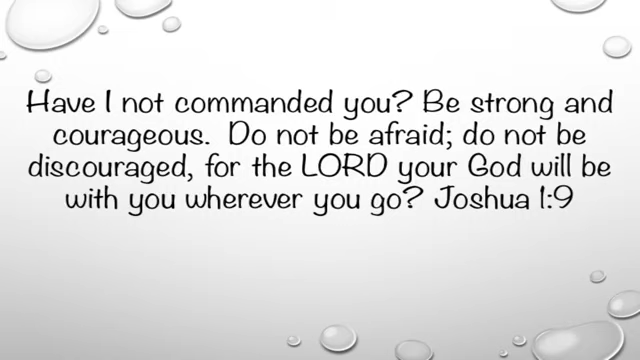 Have I not commanded you? Be strong and
courageous. Do not be afraid; do not be
discouraged, for the LORD your God will be
with you wherever you go? Joshua 1:9